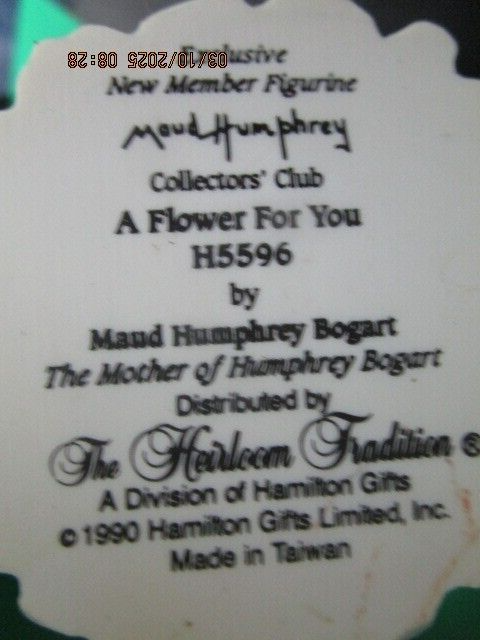 Exclusive
03/10/2025 08:28
New Member Figurine
Maud Humphrey
Collectors' Club
A Flower For You
H5596
by
Maud Humphrey Bogart
The Mother of Humphrey Bogart
Distributed by
The Heirloom Tradition ®
A Division of Hamilton Gifts
© 1990 Hamilton Gifts Limited, Inc.
Made in Taiwan